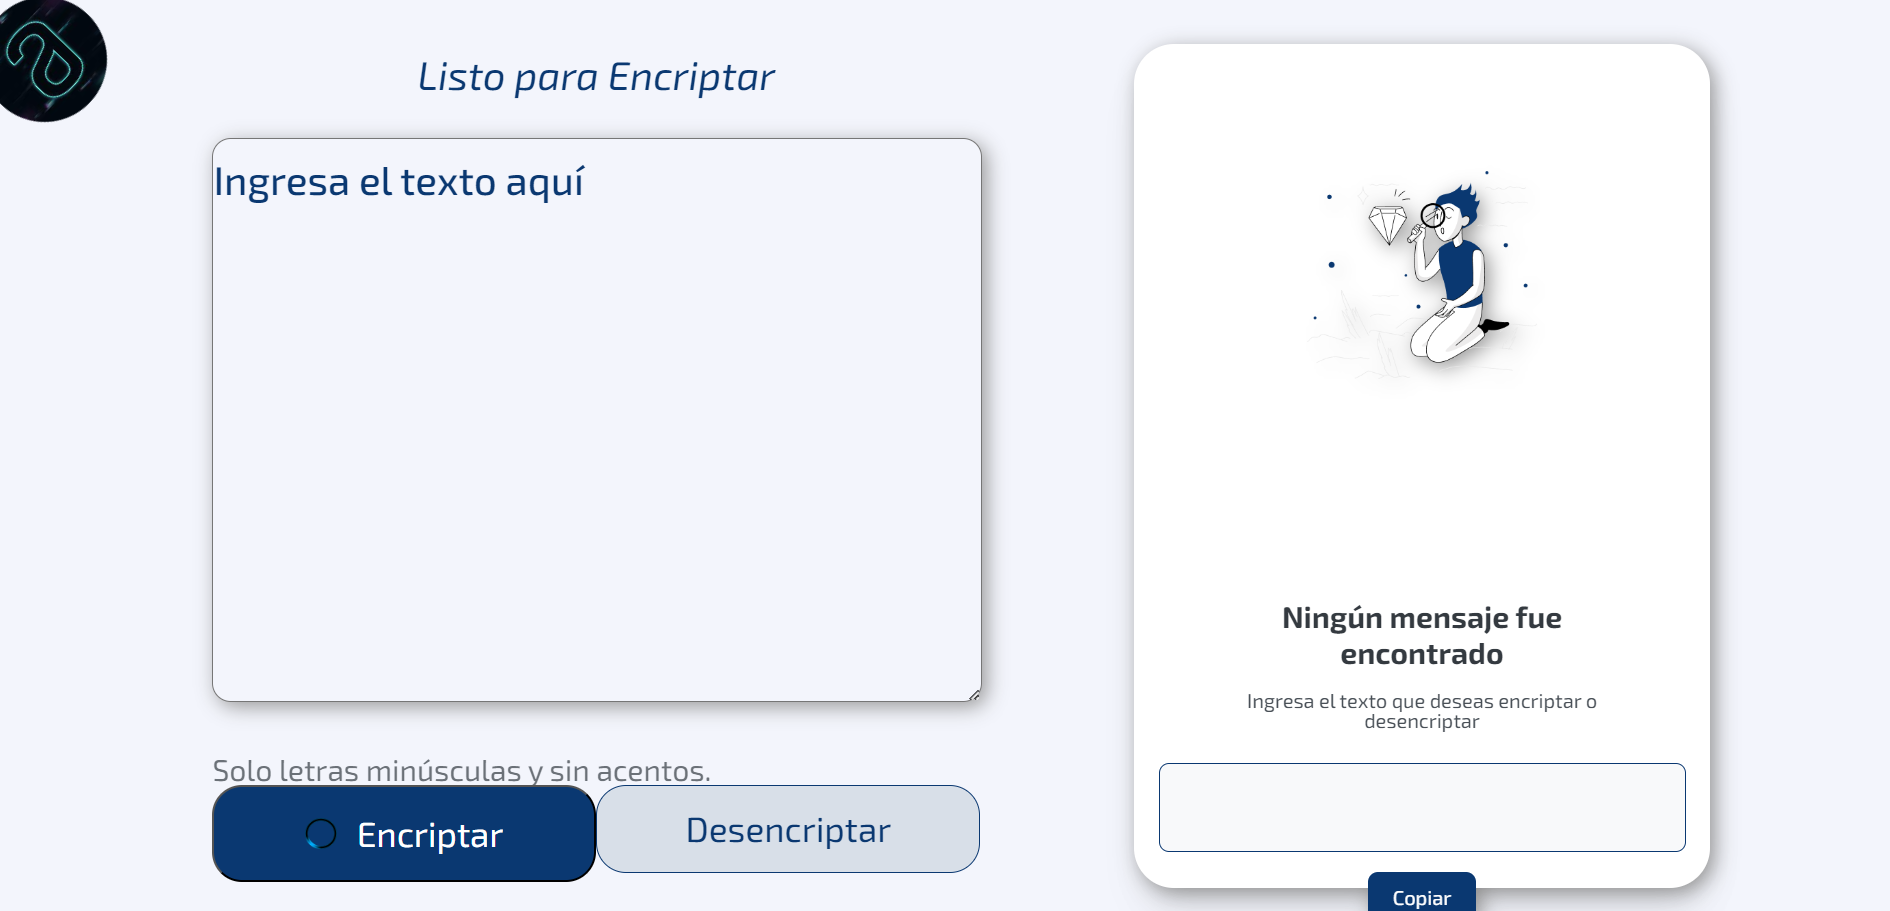 Listo para Encriptar
Ingresa el texto aquí
Solo letras minúsculas y sin acentos.
Encriptar
Desencriptar
Ningún mensaje fue
encontrado
Ingresa el texto que deseas encriptar o
desencriptar
Copiar